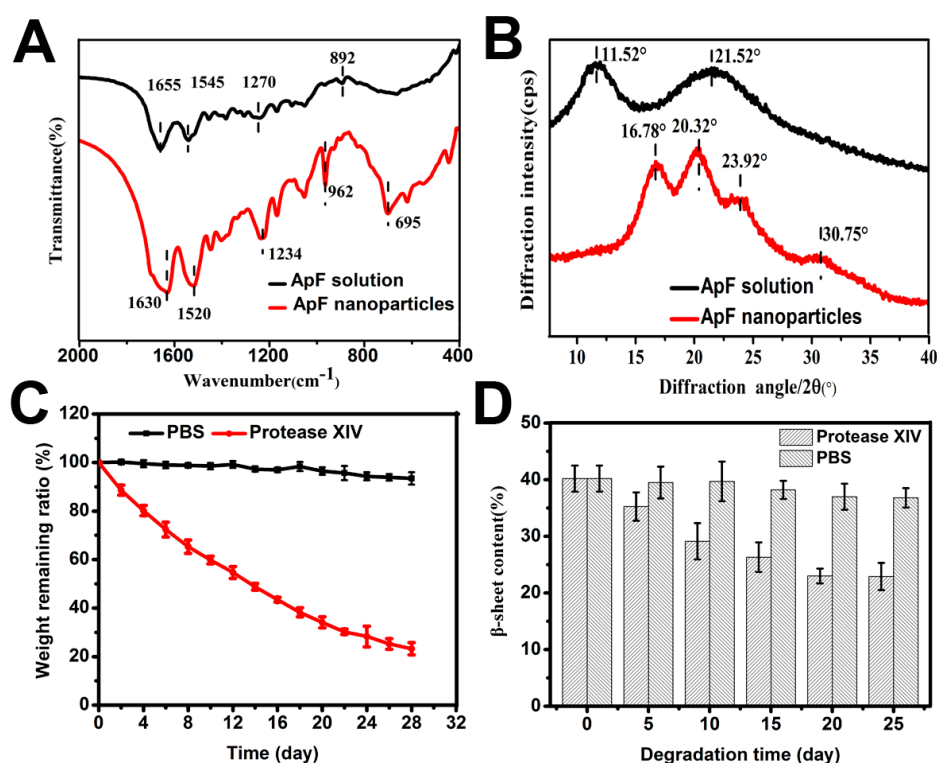 A
1655
1545
1270
892
962
695
1234
1630
1520
ApF solution
ApF nanoparticles
Transmittance(%)
2000
1600
1200
800
400
Wavenumber(cm-1)
B
11.52°
21.52°
16.78°
20.32°
23.92°
30.75°
ApF solution
ApF nanoparticles
Diffraction intensity(cps)
10
15
20
25
30
35
40
Diffraction angle/2θ(°)
C
PBS
Protease XIV
Weight remaining ratio (%)
120
100
80
60
40
20
0
0
4
8
12
16
20
24
28
32
Time (day)
D
Protease XIV
PBS
β-sheet content(%)
50
40
30
20
10
0
0
5
10
15
20
25
Degradation time (day)